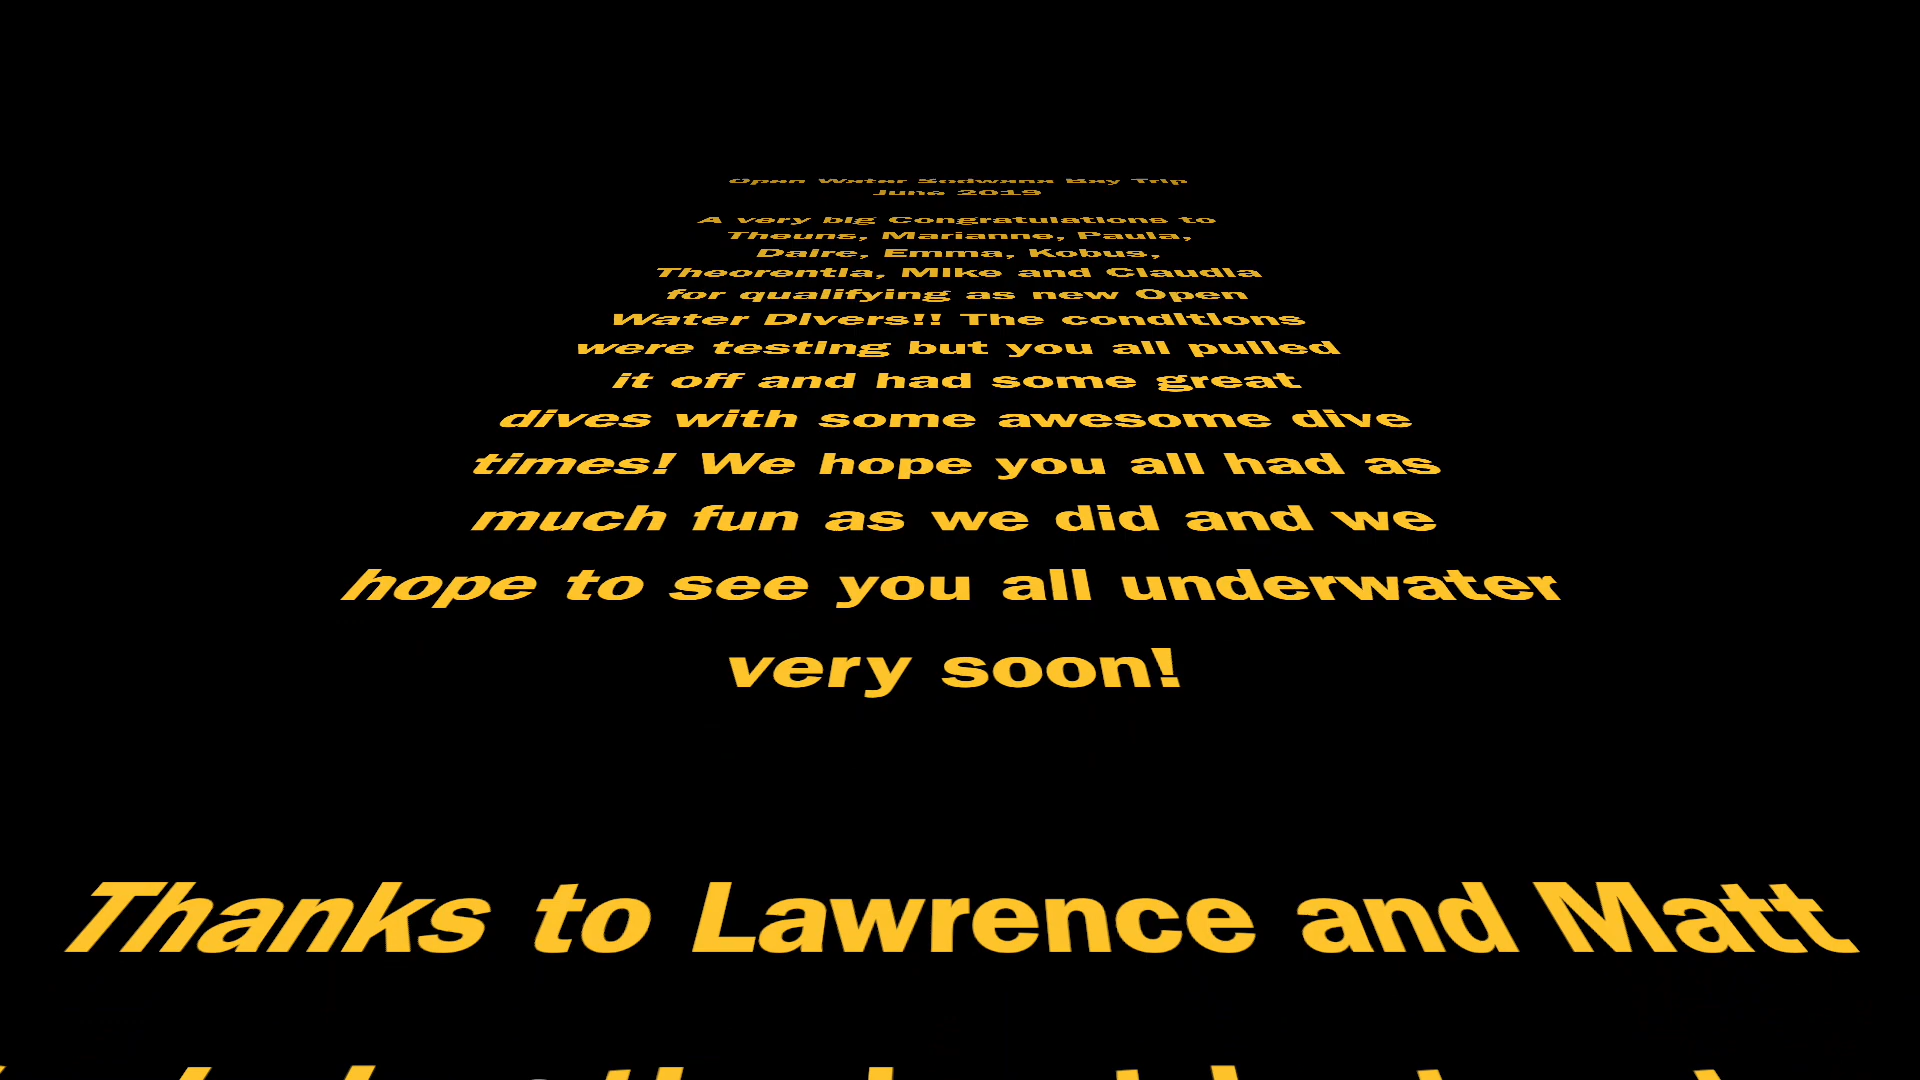 Open Water Sodwana Bay Trip
June 2019
A very big Congratulations to
Theuns, Marianne, Paula,
Daire, Emma, Kobus,
Theorentia, Mike and Claudia
for qualifying as new Open
Water Divers!! The conditions
were testing but you all pulled
it off and had some great
dives with some awesome dive
times! We hope you all had as
much fun as we did and we
hope to see you all underwater
very soon!
Thanks to Lawrence and Matt